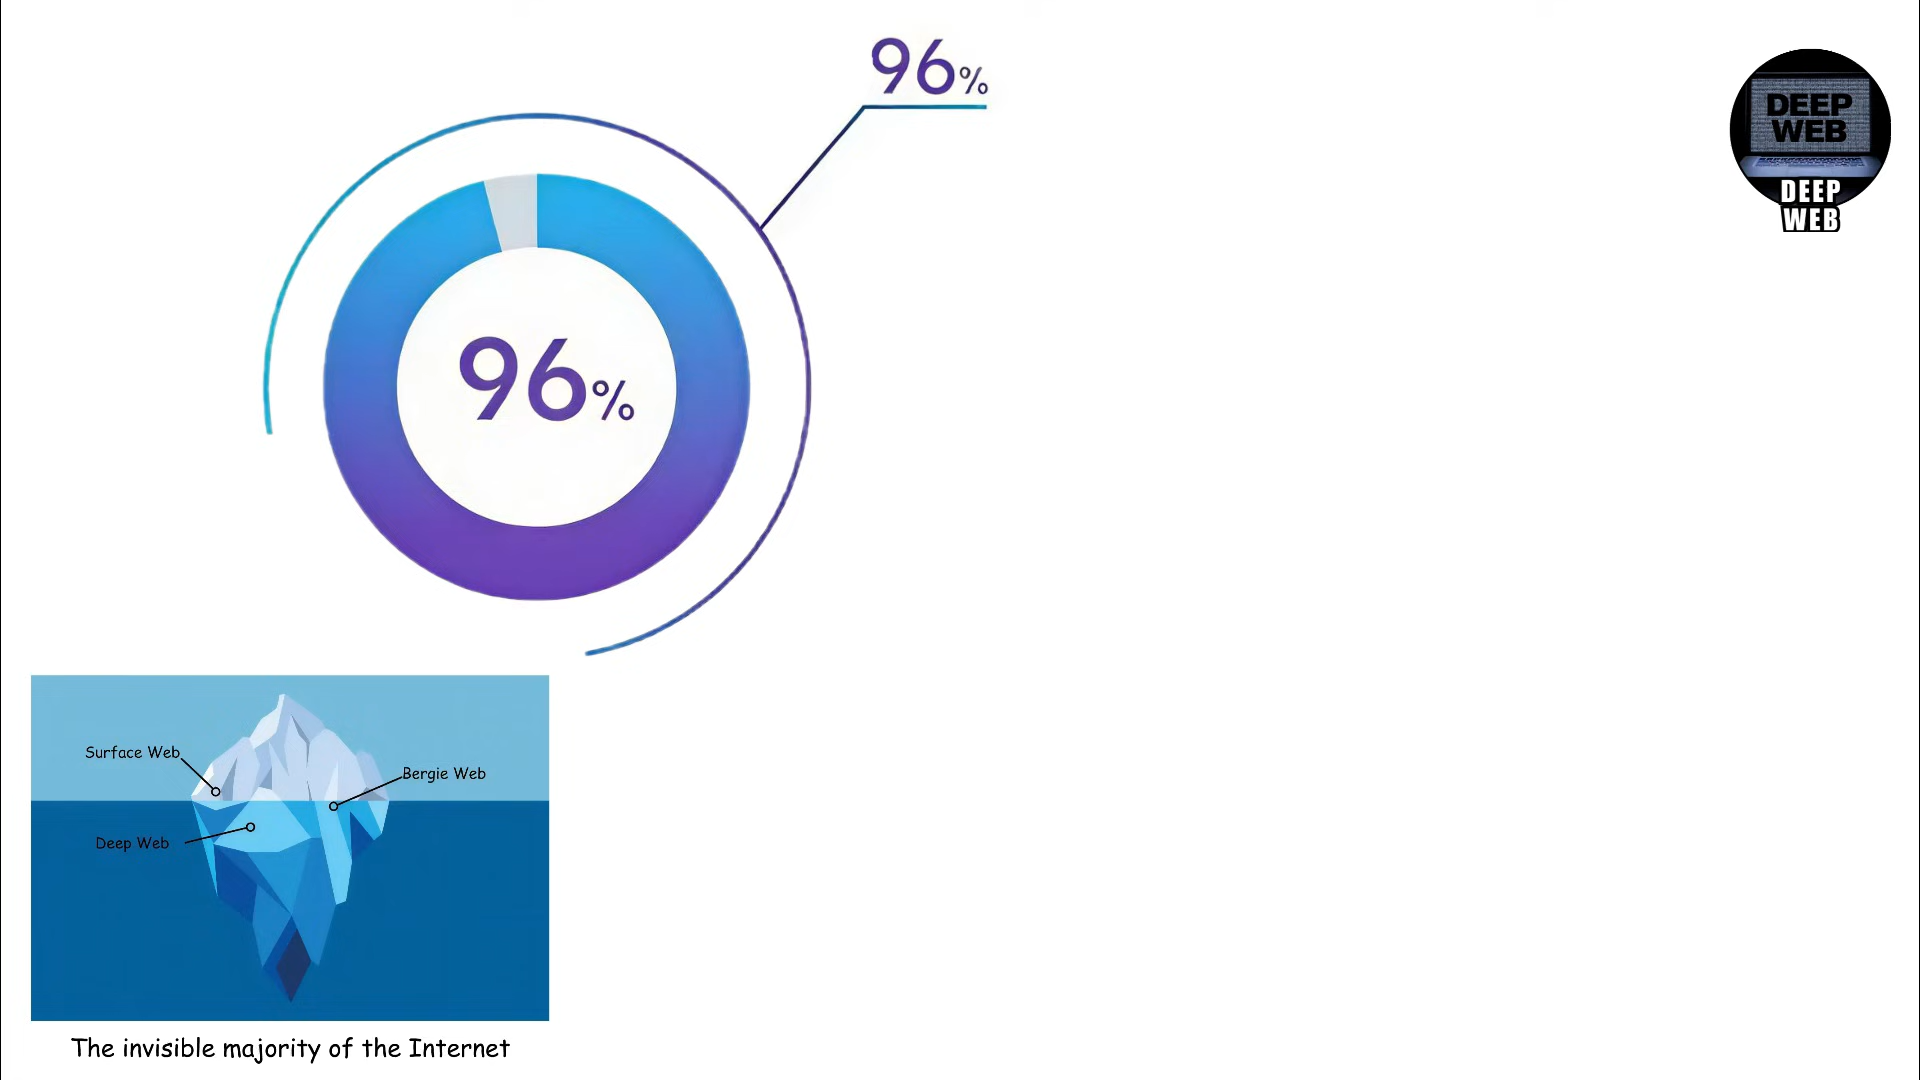 96%
DEEP
WEB
DEEP
WEB
96%
Surface Web
Bergie Web
Deep Web
The invisible majority of the Internet